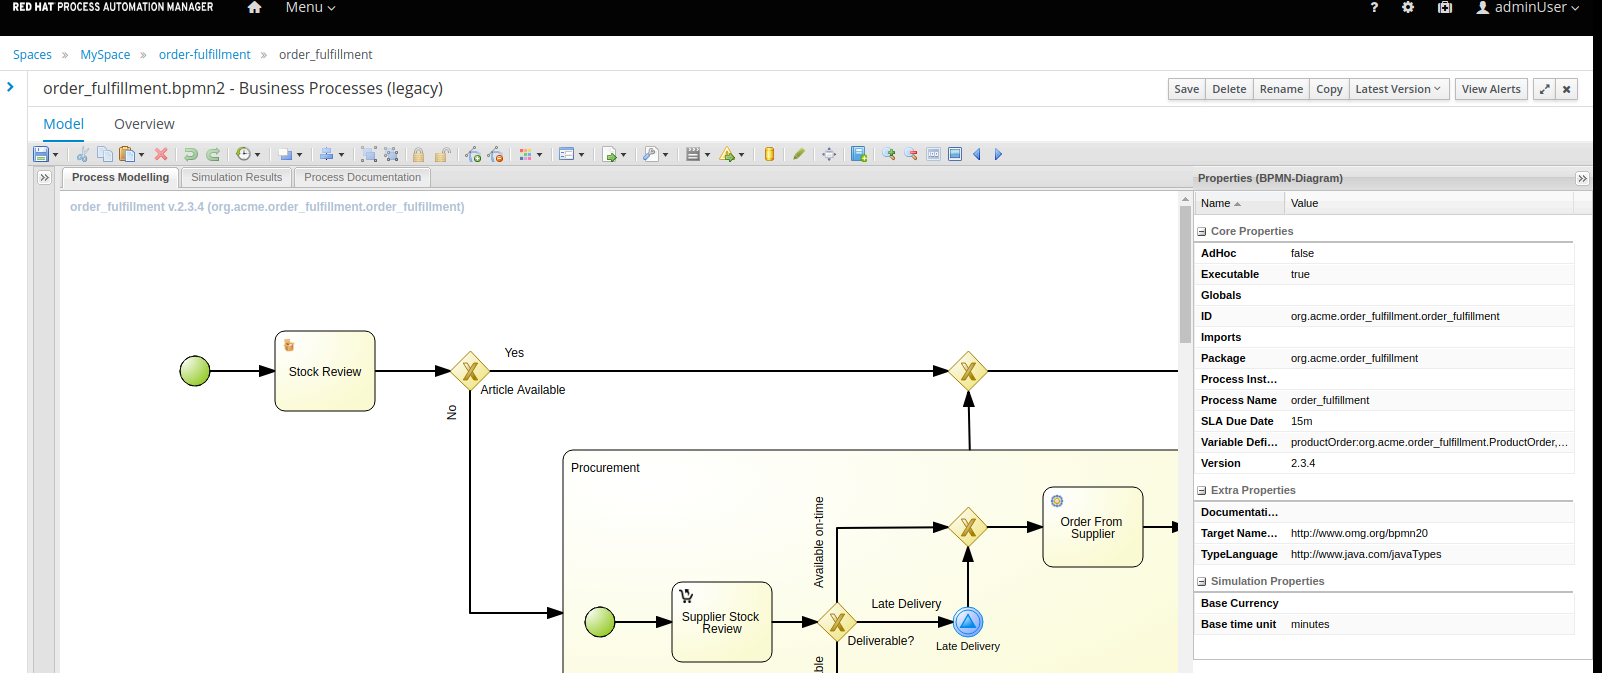 RED HAT PROCESS AUTOMATION MANAGER Menu ? adminUser
Spaces » MySpace » order-fulfillment » order_fulfillment
order_fulfillment.bpmn2 - Business Processes (legacy) Save Delete Rename Copy Latest Version View Alerts
Model Overview
Process Modelling Simulation Results Process Documentation
order_fulfillment v.2.3.4 (org.acme.order_fulfillment.order_fulfillment)
Stock Review
Yes
Article Available
No
Procurement
Supplier Stock
Review
Available on-time
Deliverable?
Late Delivery
Late Delivery
Order From
Supplier
Properties (BPMN-Diagram)
Name Value
Core Properties
AdHoc false
Executable true
Globals
ID org.acme.order_fulfillment.order_fulfillment
Imports
Package org.acme.order_fulfillment
Process Inst...
Process Name order_fulfillment
SLA Due Date 15m
Variable Defi... productOrder:org.acme.order_fulfillment.ProductOrder,...
Version 2.3.4
Extra Properties
Documentati...
Target Name... http://www.omg.org/bpmn20
TypeLanguage http://www.java.com/javaTypes
Simulation Properties
Base Currency
Base time unit minutes